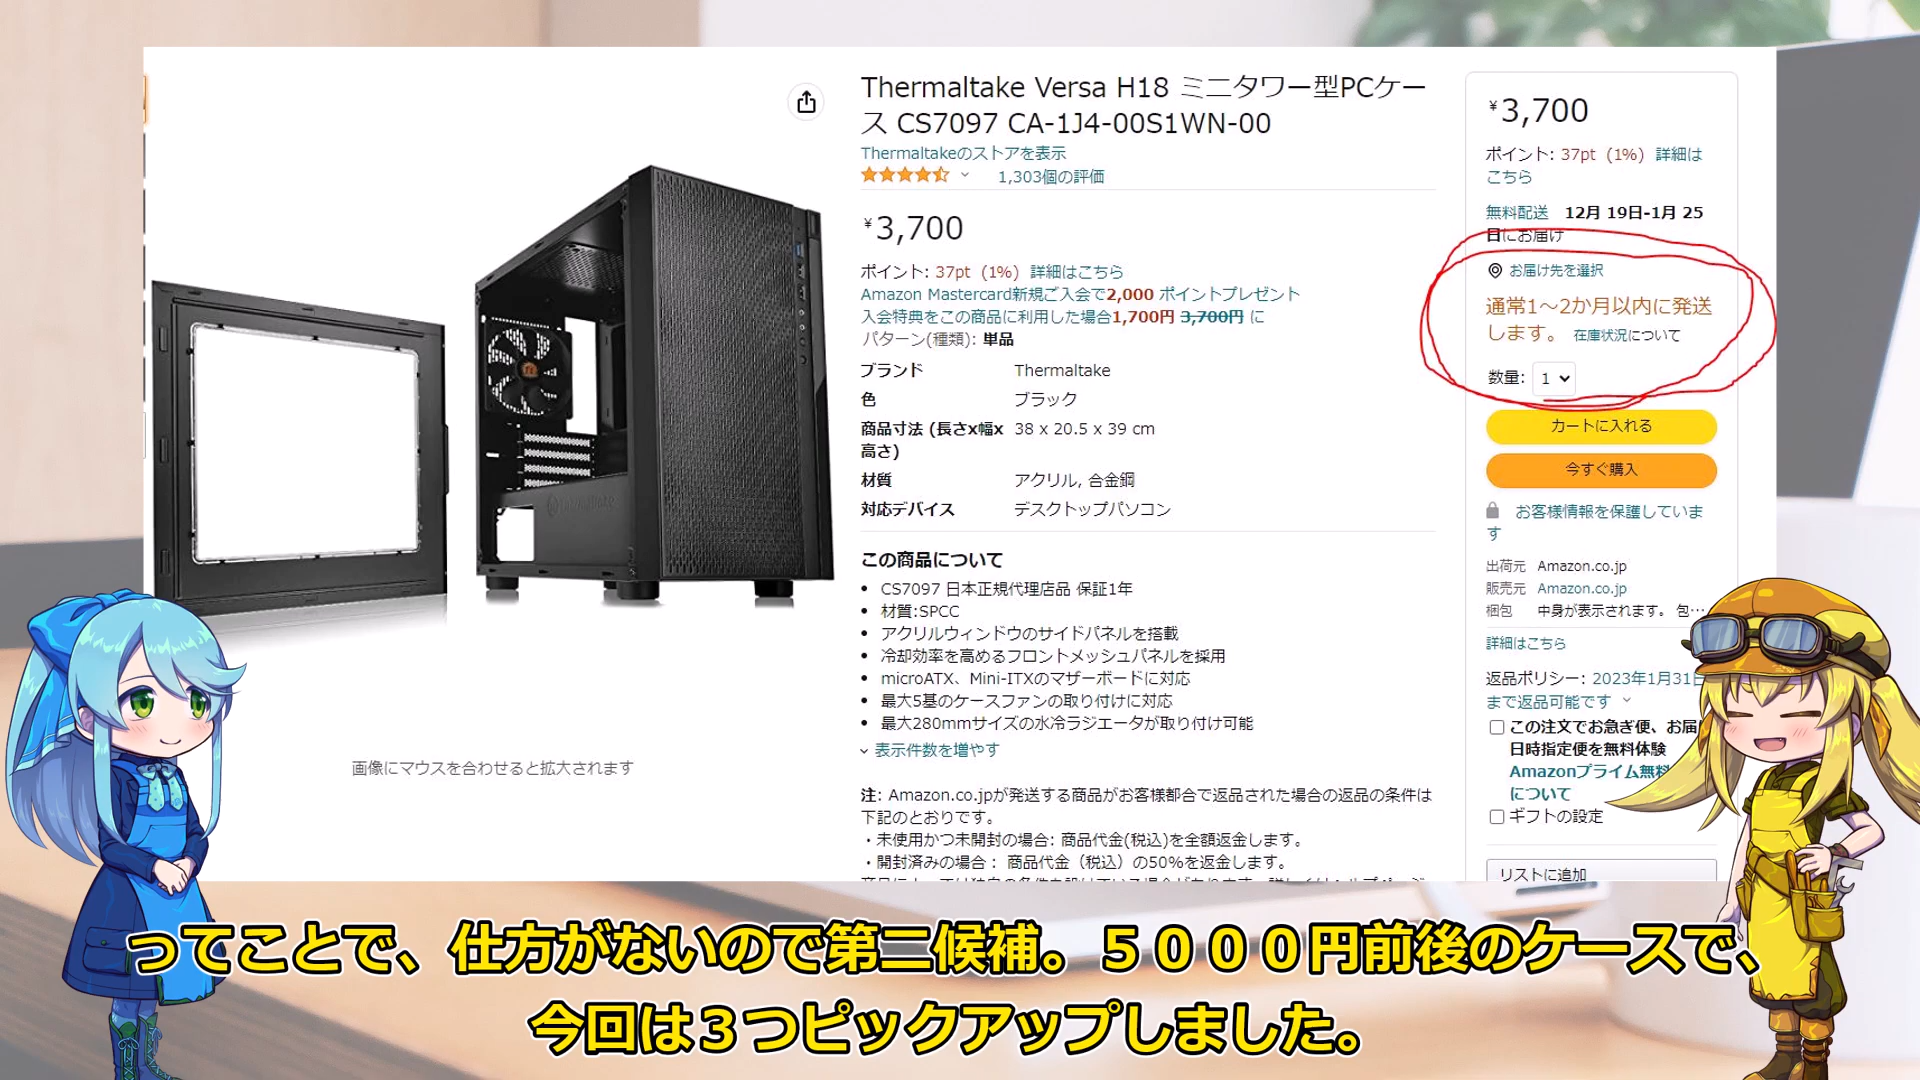 Thermaltake Versa H18 ミニタワー型PCケー
ス CS7097 CA-1J4-00S1WN-00
Thermaltakeのストアを表示
1,303個の評価
¥3,700
ポイント: 37pt (1%) 詳細はこちら
Amazon Mastercard新規ご入会で2,000 ポイントプレゼント
入会特典をこの商品に利用した場合1,700円 3,700円 に
パターン(種類): 単品
ブランド Thermaltake
色 ブラック
商品寸法 (長さx幅x 38 x 20.5 x 39 cm
高さ)
材質 アクリル, 合金鋼
対応デバイス デスクトップパソコン
この商品について
CS7097 日本正規代理店品 保証1年
材質:SPCC
アクリルウィンドウのサイドパネルを搭載
冷却効率を高めるフロントメッシュパネルを採用
microATX、Mini-ITXのマザーボードに対応
最大5基のケースファンの取り付けに対応
最大280mmサイズの水冷ラジエータが取り付け可能
表示件数を増やす
注: Amazon.co.jpが発送する商品がお客様都合で返品された場合の返品の条件は
下記のとおりです。
・未使用かつ未開封の場合: 商品代金(税込)を全額返金します。
・開封済みの場合： 商品代金（税込）の50%を返金します。
画像にマウスを合わせると拡大されます
¥3,700
ポイント: 37pt (1%) 詳細は
こちら
無料配送 12月 19日-1月 25
日にお届け
お届け先を選択
通常1～2か月以内に発送
します。 在庫状況について
数量: 1
カートに入れる
今すぐ購入
お客様情報を保護していま
す
出荷元 Amazon.co.jp
販売元 Amazon.co.jp
梱包 中身が表示されます。 包…
詳細はこちら
返品ポリシー: 2023年1月31日
まで返品可能です
この注文でお急ぎ便、お届
日時指定便を無料体験
Amazonプライム無料
について
ギフトの設定
リストに追加
ってことで、仕方がないので第二候補。５０００円前後のケースで、
今回は３つピックアップしました。